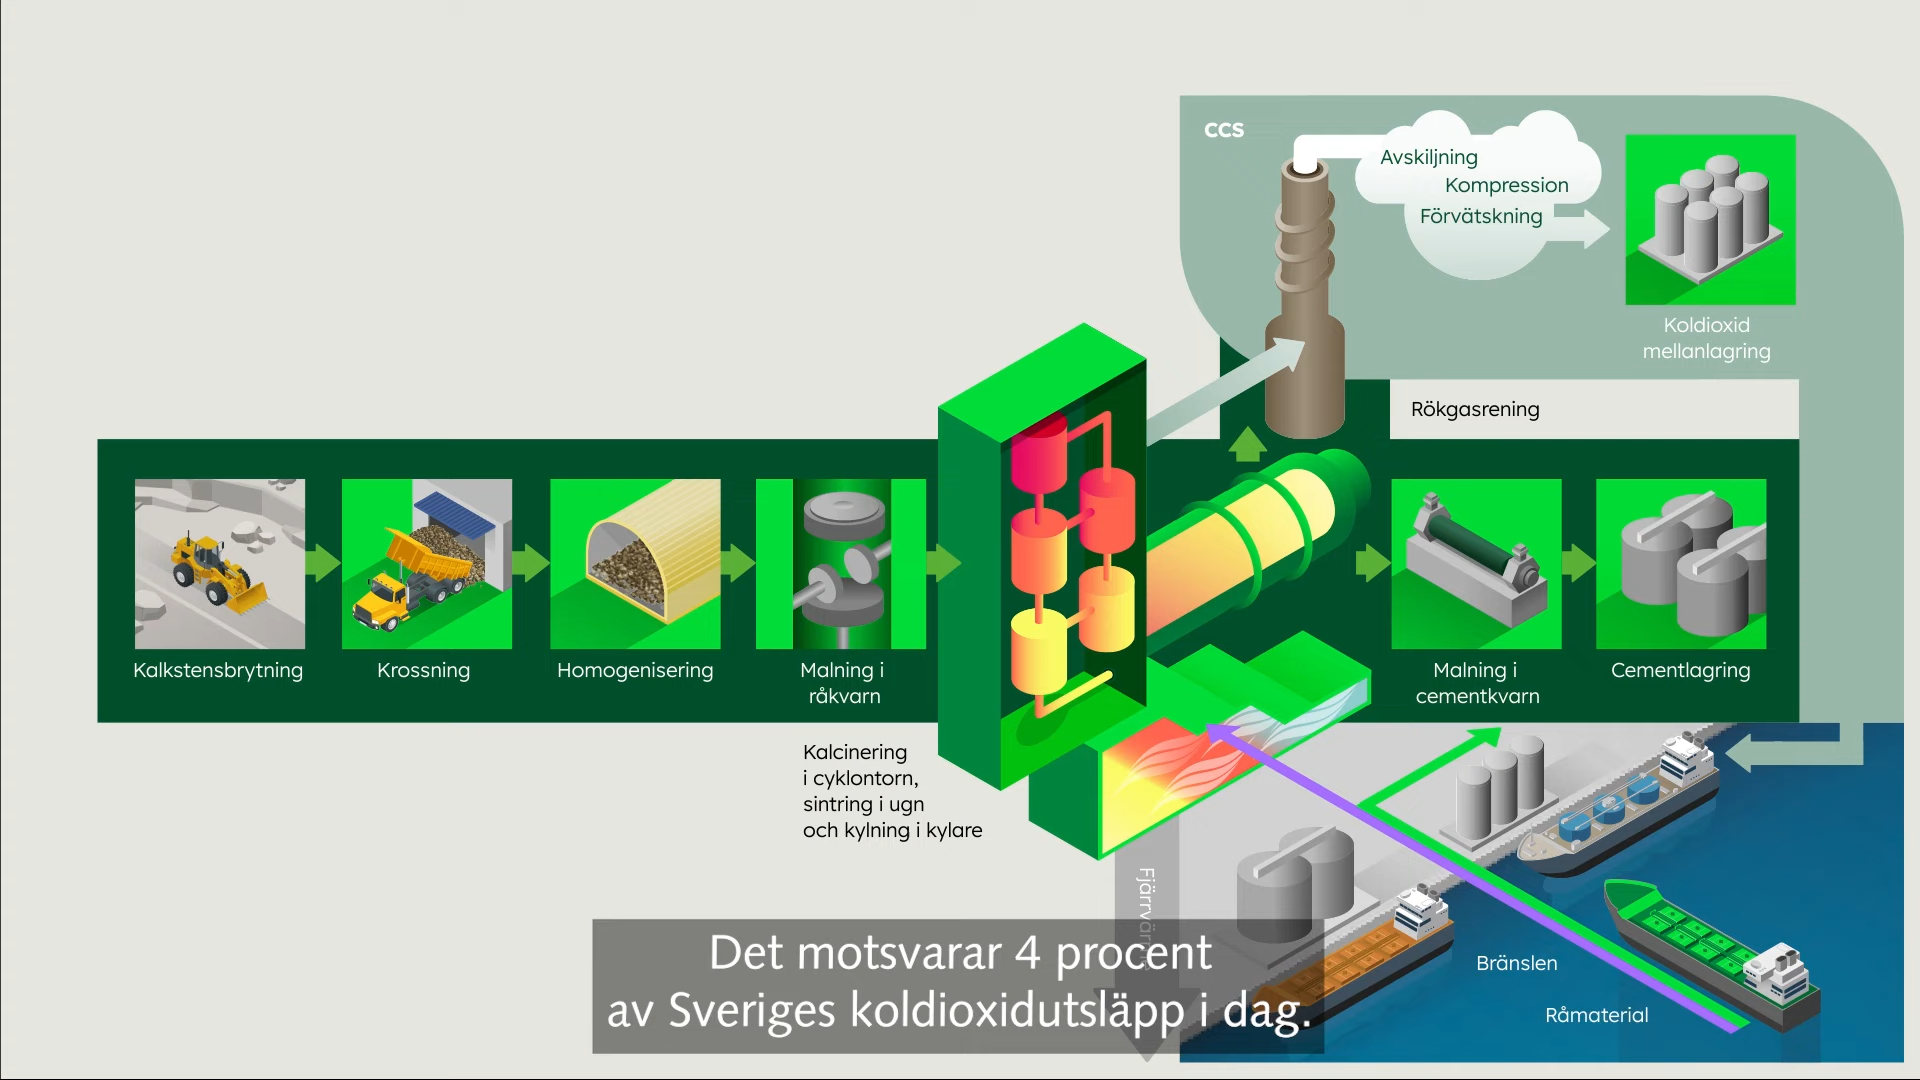 CCS
Avskiljning
Kompression
Förvätskning
Koldioxid
mellanlagring
Rökgasrening
Kalkstensbrytning
Krossning
Homogenisering
Malning i
råkvarn
Malning i
cementkvarn
Cementlagring
Kalcinering
i cyklontorn,
sintring i ugn
och kylning i kylare
Bränslen
Råmaterial
Det motsvarar 4 procent
av Sveriges koldioxidutsläpp i dag.